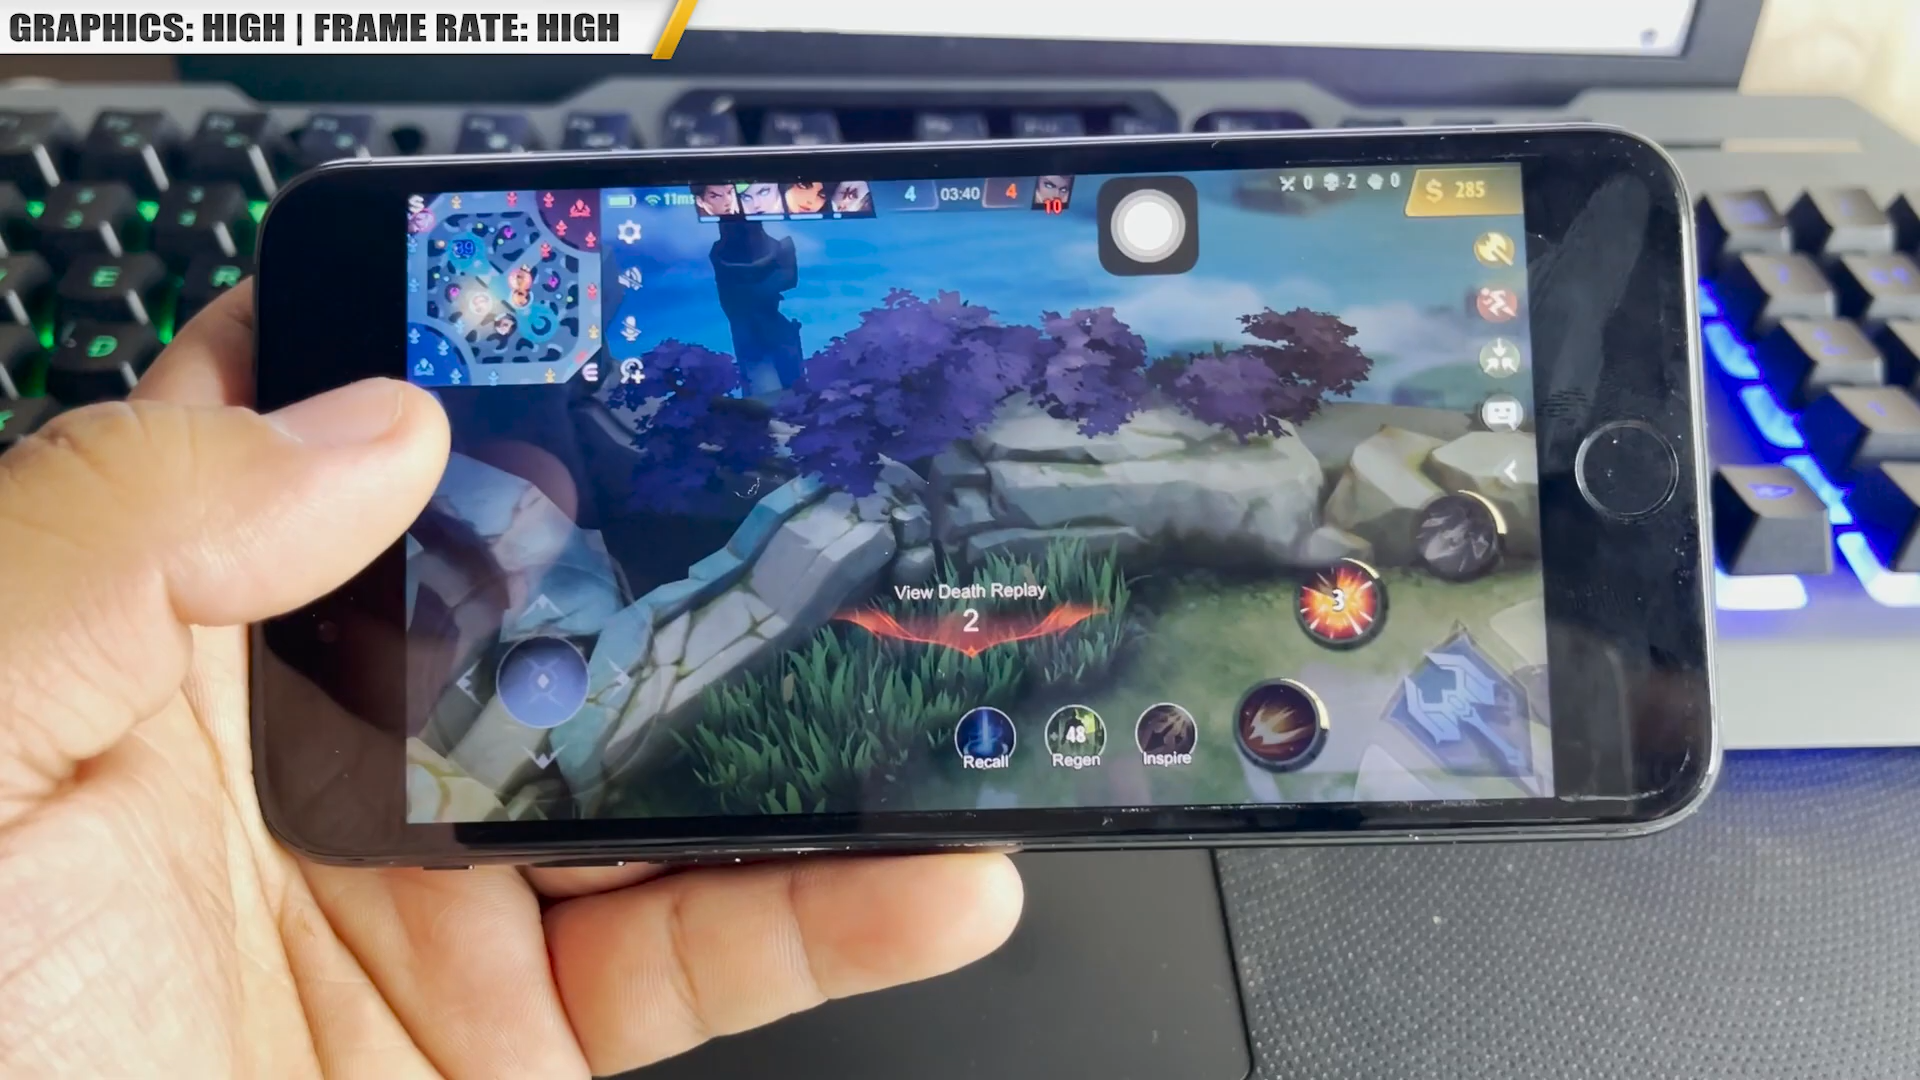 GRAPHICS: HIGH | FRAME RATE: HIGH
11ms
4 03:40 4
10
0 2 0
$ 285
39
View Death Replay
2
3
48
Recall Regen Inspire
E R
D